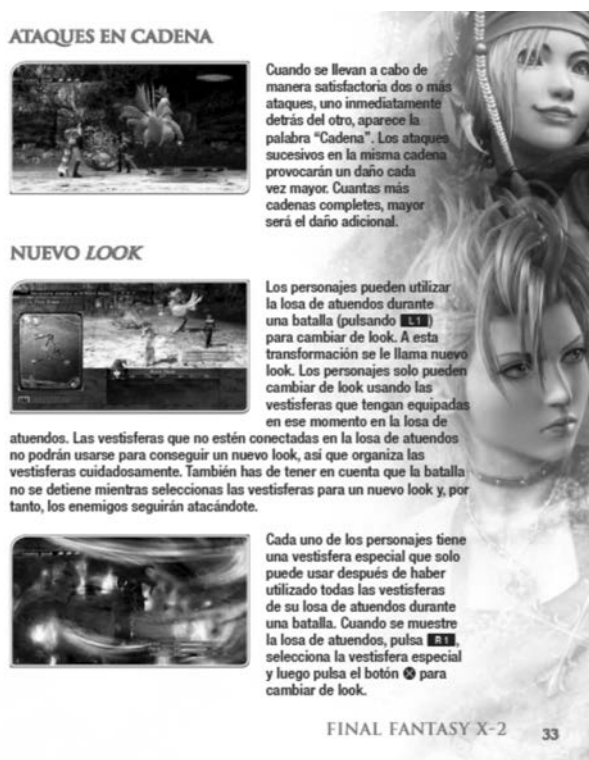 ATAQUES EN CADENA
Cuando se llevan a cabo de
manera satisfactoria dos o más
ataques, uno inmediatamente
detrás del otro, aparece la
palabra “Cadena”. Los ataques
sucesivos en la misma cadena
provocarán un daño cada
vez mayor. Cuantas más
cadenas completes, mayor
será el daño adicional.
NUEVO LOOK
Los personajes pueden utilizar
la losa de atuendos durante
una batalla (pulsando L1)
para cambiar de look. A esta
transformación se le llama nuevo
look. Los personajes solo pueden
cambiar de look usando las
vestisferas que tengan equipadas
en ese momento en la losa de
atuendos. Las vestisferas que no estén conectadas en la losa de atuendos
no podrán usarse para conseguir un nuevo look, así que organiza las
vestisferas cuidadosamente. También has de tener en cuenta que la batalla
no se detiene mientras seleccionas las vestisferas para un nuevo look y, por
tanto, los enemigos seguirán atacándote.
Cada uno de los personajes tiene
una vestisfera especial que solo
puede usar después de haber
utilizado todas las vestisferas
de su losa de atuendos durante
una batalla. Cuando se muestre
la losa de atuendos, pulsa R1,
selecciona la vestisfera especial
y luego pulsa el botón ⊗ para
cambiar de look.
FINAL FANTASY X-2 33